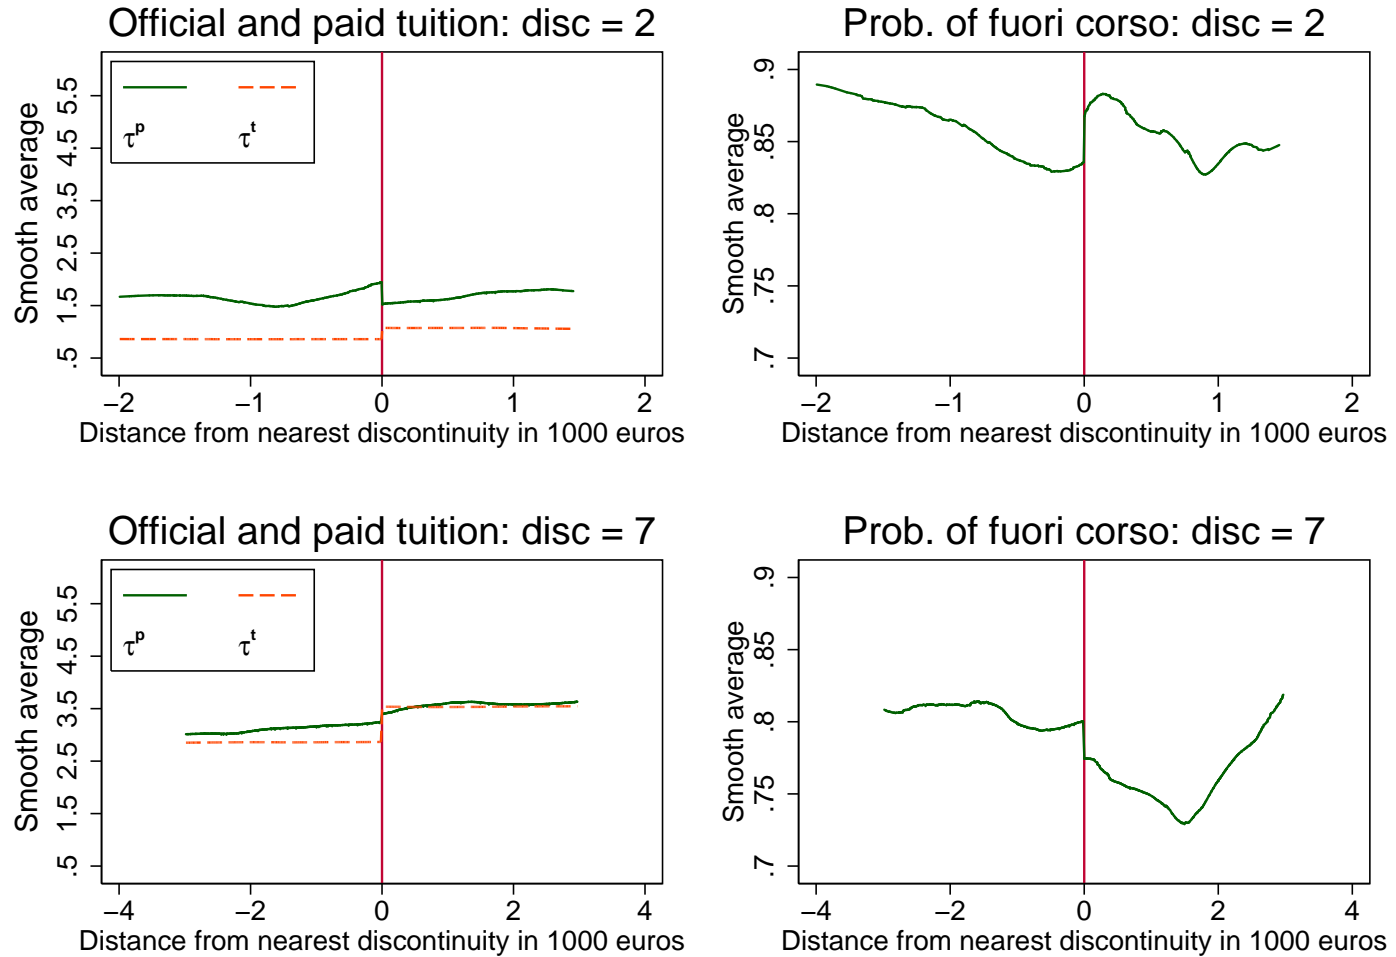 Official and paid tuition: disc = 2
Smooth average
.5 1.5 2.5 3.5 4.5 5.5
τp τt
−2 −1 0 1 2
Distance from nearest discontinuity in 1000 euros
Prob. of fuori corso: disc = 2
Smooth average
.7 .75 .8 .85 .9
−2 −1 0 1 2
Distance from nearest discontinuity in 1000 euros
Official and paid tuition: disc = 7
Smooth average
.5 1.5 2.5 3.5 4.5 5.5
τp τt
−4 −2 0 2 4
Distance from nearest discontinuity in 1000 euros
Prob. of fuori corso: disc = 7
Smooth average
.7 .75 .8 .85 .9
−4 −2 0 2 4
Distance from nearest discontinuity in 1000 euros